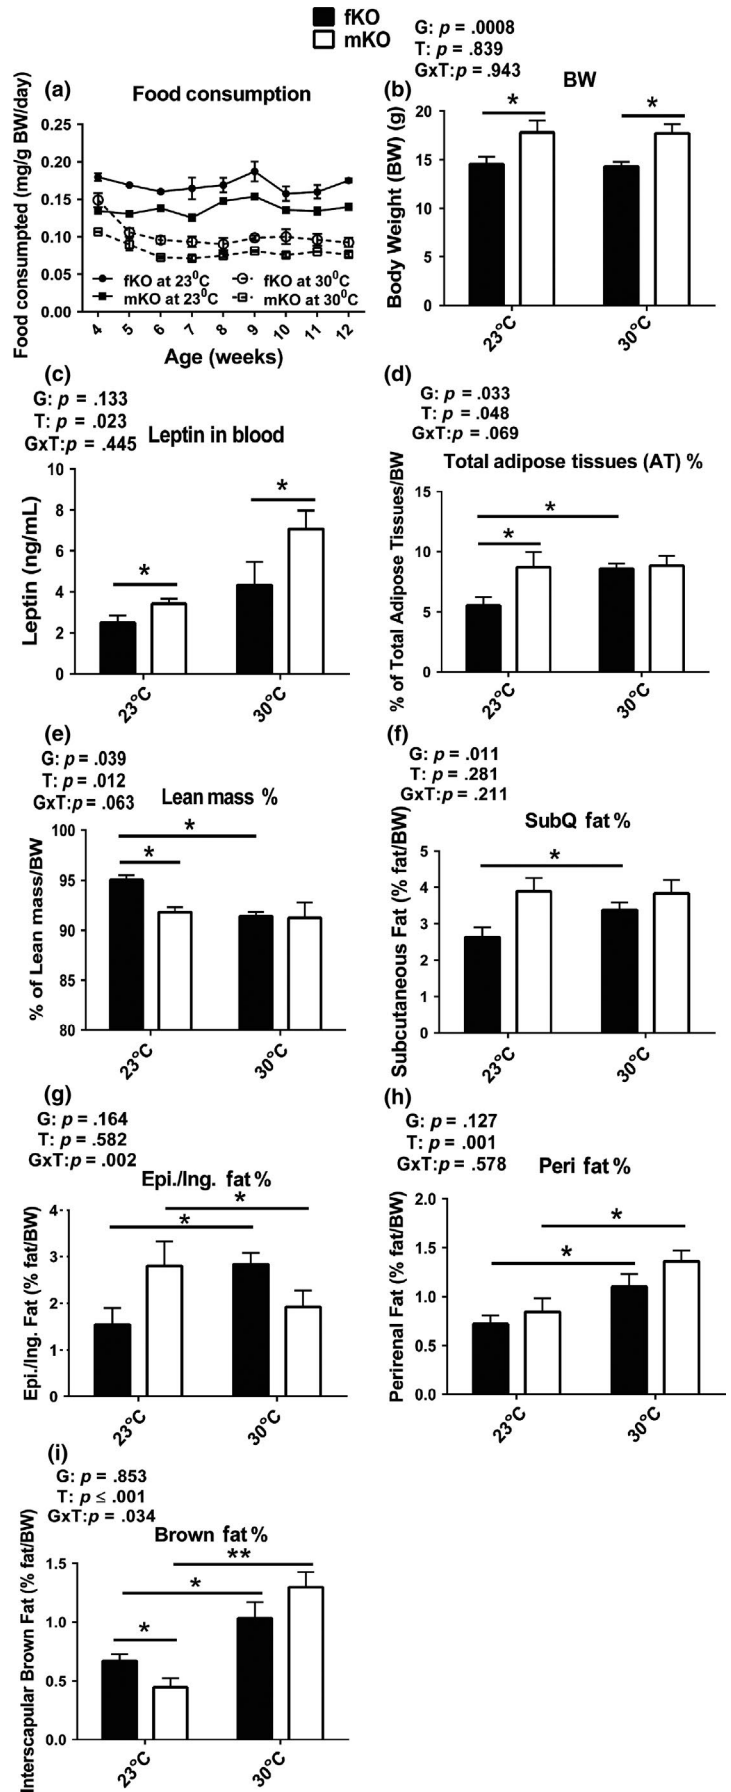 fKO
mKO
(a)
Food consumption
Food consumpted (mg/g BW/day)
0.25
0.20
0.15
0.10
0.05
0.00
fKO at 23⁰C
fKO at 30⁰C
mKO at 23⁰C
mKO at 30⁰C
4 5 6 7 8 9 10 11 12
Age (weeks)
G: p = .0008
T: p = .839
GxT:p = .943
(b)
BW
Body Weight (BW) (g)
20
15
10
5
0
* *
23°C 30°C
(c)
G: p = .133
T: p = .023
GxT:p = .445
Leptin in blood
Leptin (ng/mL)
10
8
6
4
2
0
* *
23°C 30°C
(d)
G: p = .033
T: p = .048
GxT:p = .069
Total adipose tissues (AT) %
% of Total Adipose Tissues/BW
15
10
5
0
*
*
23°C 30°C
(e)
G: p = .039
T: p = .012
GxT:p = .063
Lean mass %
% of Lean mass/BW
100
95
90
85
80
*
*
23°C 30°C
(f)
G: p = .011
T: p = .281
GxT:p = .211
SubQ fat%
Subcutaneous Fat (% fat/BW)
5
4
3
2
1
0
*
23°C 30°C
(g)
G: p = .164
T: p = .582
GxT:p = .002
Epi./Ing. fat%
Epi./Ing. Fat (% fat/BW)
4
3
2
1
0
*
*
23°C 30°C
(h)
G: p = .127
T: p = .001
GxT:p = .578
Peri fat%
Perirenal Fat (% fat/BW)
2.0
1.5
1.0
0.5
0.0
*
*
23°C 30°C
(i)
G: p = .853
T: p ≤ .001
GxT:p = .034
Brown fat%
Interscapular Brown Fat (% fat/BW)
1.5
1.0
0.5
0.0
**
*
*
23°C 30°C